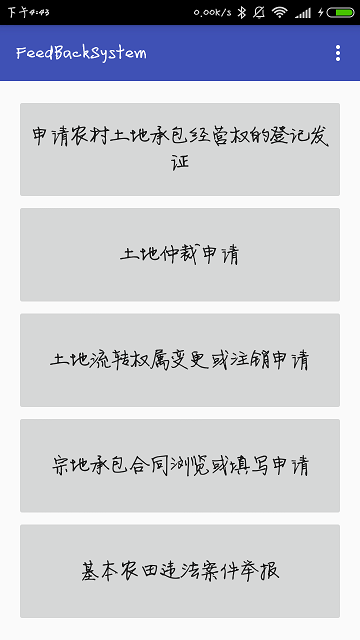 下午4:43 0.00K/s
FeedBackSystem
申请农村土地承包经营权的登记发
证
土地仲裁申请
土地流转权属变更或注销申请
宗地承包合同浏览或填写申请
基本农田违法案件举报